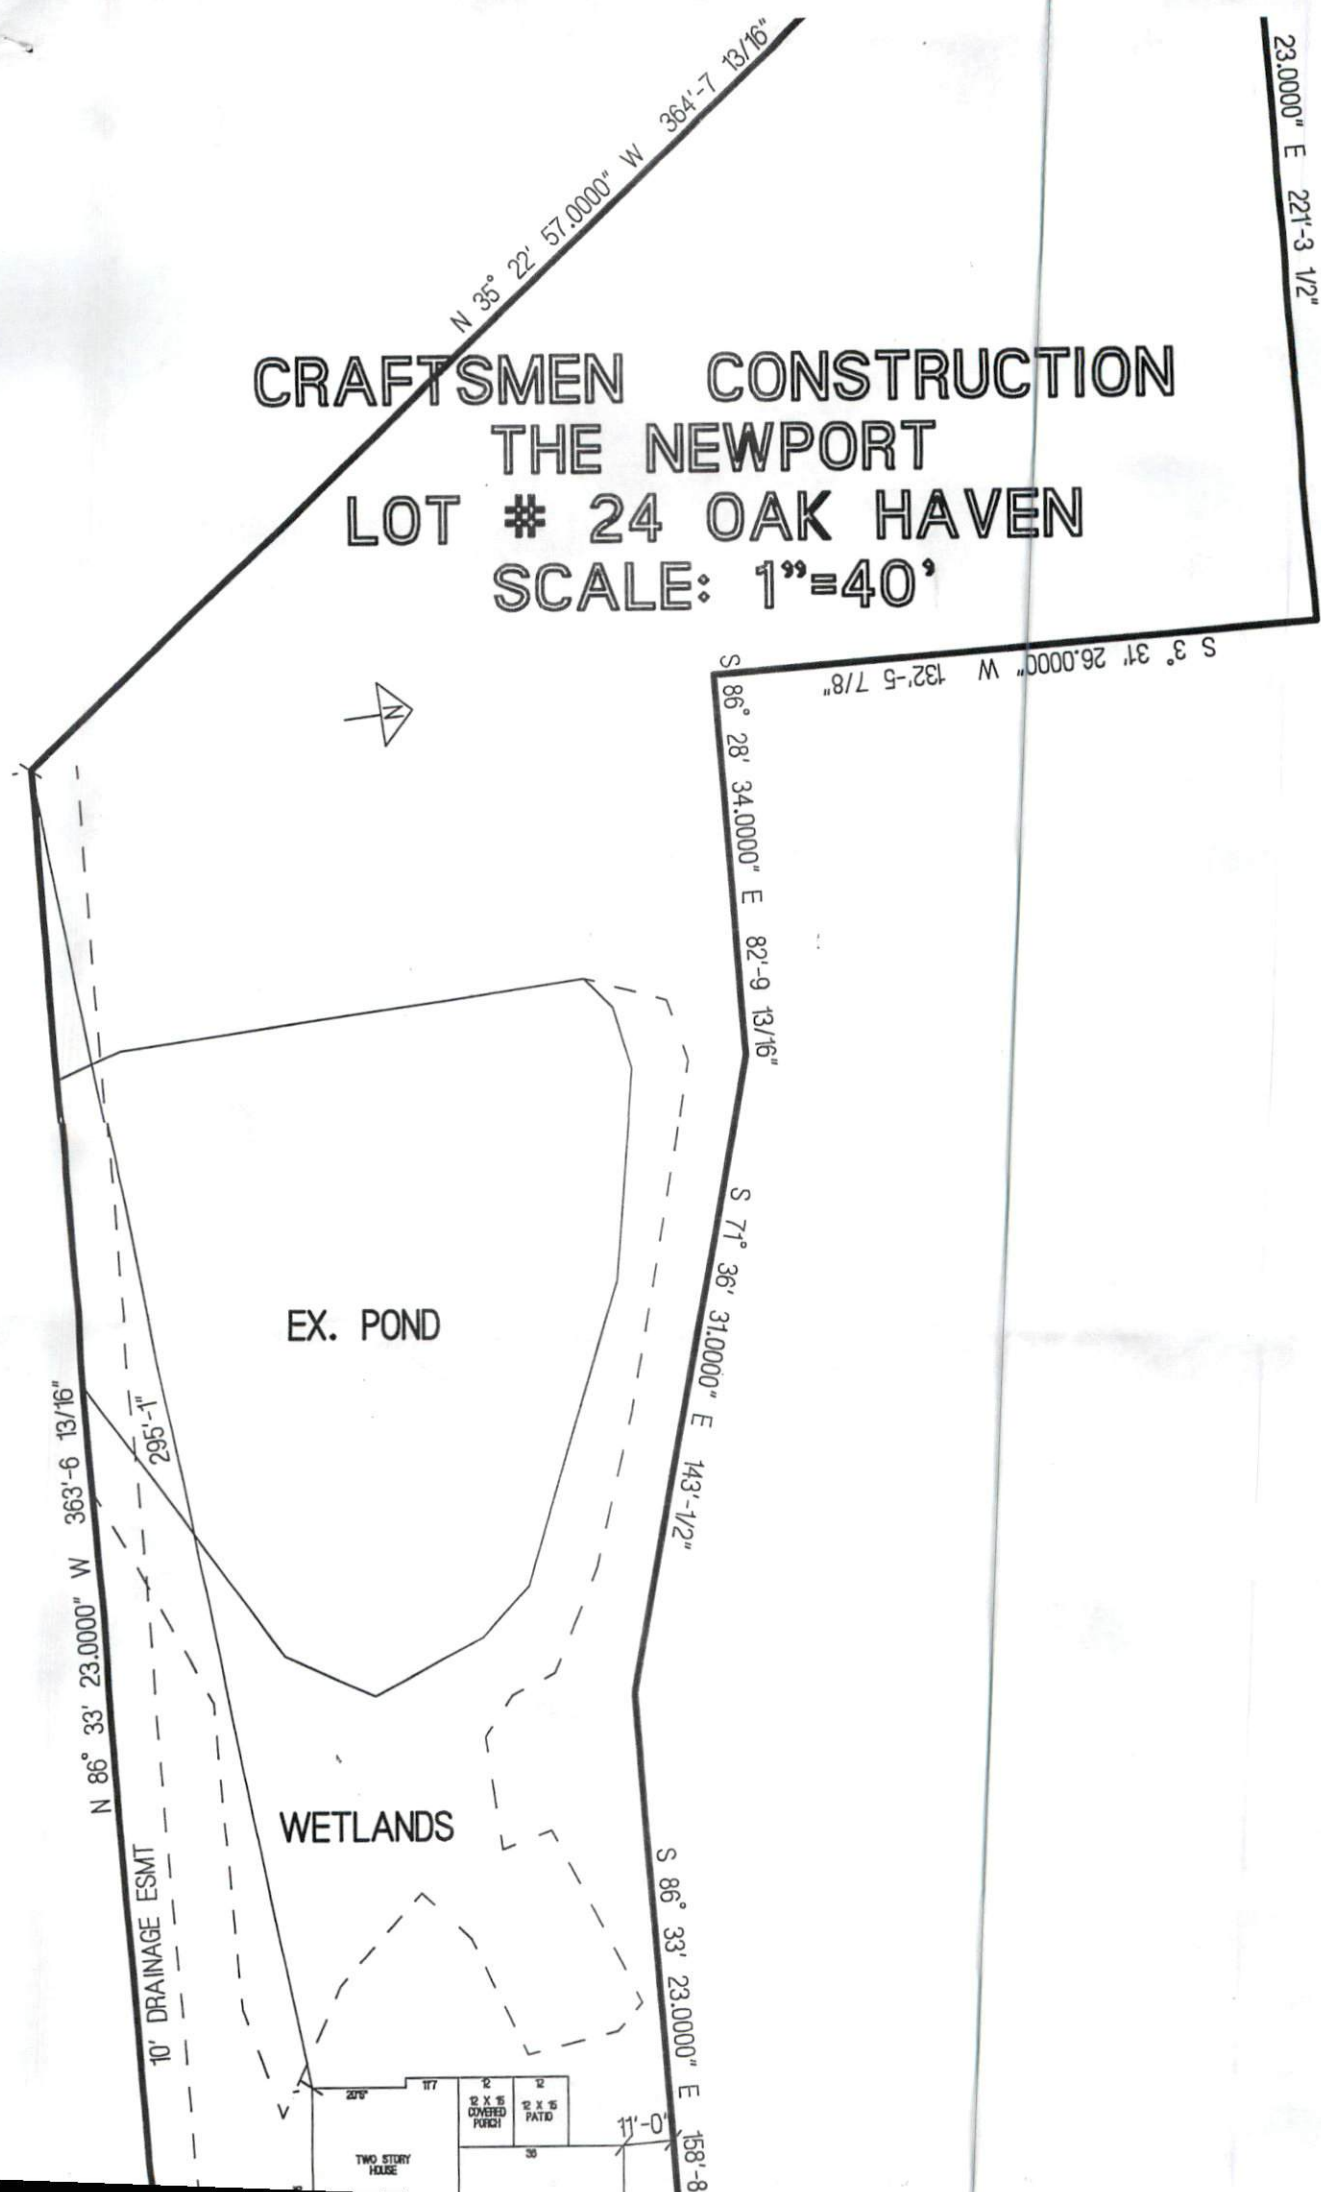 N 35° 22' 57.0000" W 364'-7 13/16"
23.0000" E 221'-3 1/2"
CRAFTSMEN CONSTRUCTION
THE NEWPORT
LOT # 24 OAK HAVEN
SCALE: 1"=40'
S 3° 31' 26.0000" W 132'-5 7/8"
N
S 86° 28' 34.0000" E 82'-9 13/16"
S 71° 36' 31.0000" E 143'-1/2"
EX. POND
295'-1"
N 86° 33' 23.0000" W 363'-6 13/16"
WETLANDS
10' DRAINAGE ESMT
S 86° 33' 23.0000" E 158'-8
12
12
12 X 15
COVERED
PORCH
12 X 15
PATIO
11'-0"
36
TWO STORY
HOUSE